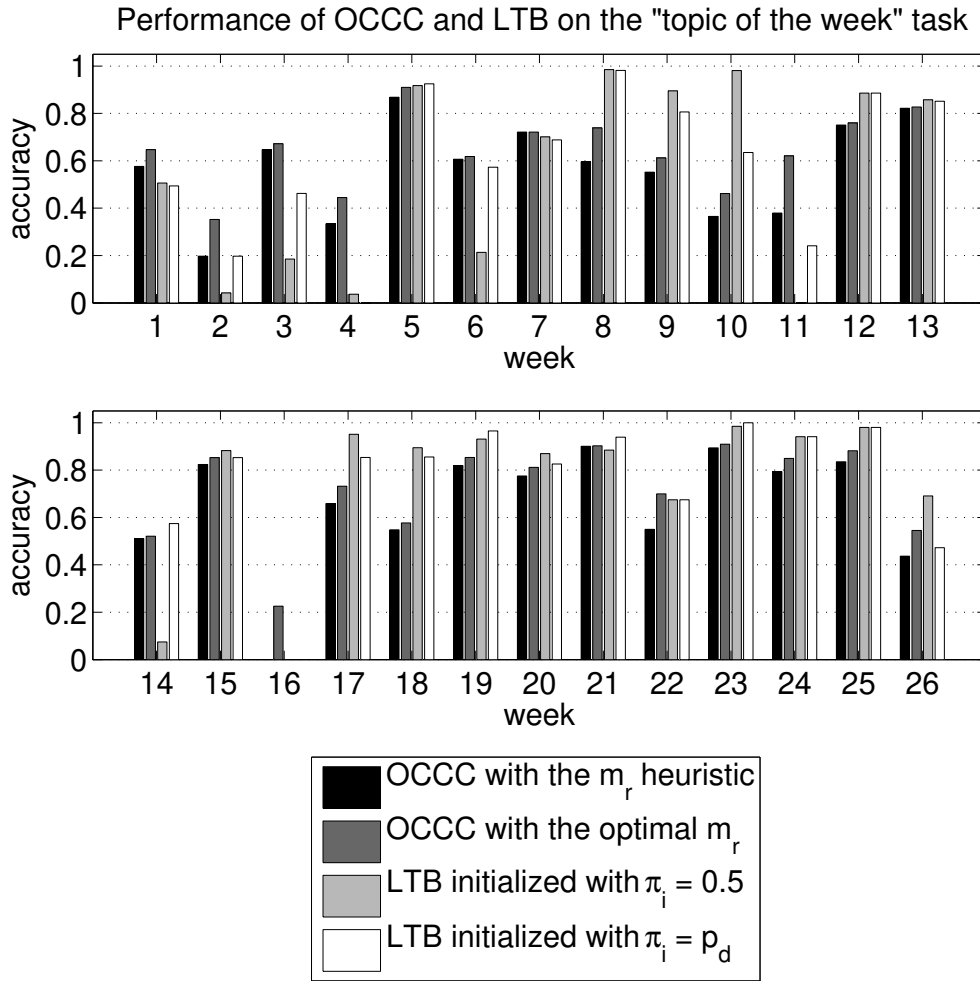 Performance of OCCC and LTB on the "topic of the week" task
accuracy
1
0.8
0.6
0.4
0.2
0
1 2 3 4 5 6 7 8 9 10 11 12 13
week
accuracy
1
0.8
0.6
0.4
0.2
0
14 15 16 17 18 19 20 21 22 23 24 25 26
week
OCCC with the m_r heuristic
OCCC with the optimal m_r
LTB initialized with π_i = 0.5
LTB initialized with π_i = p_d